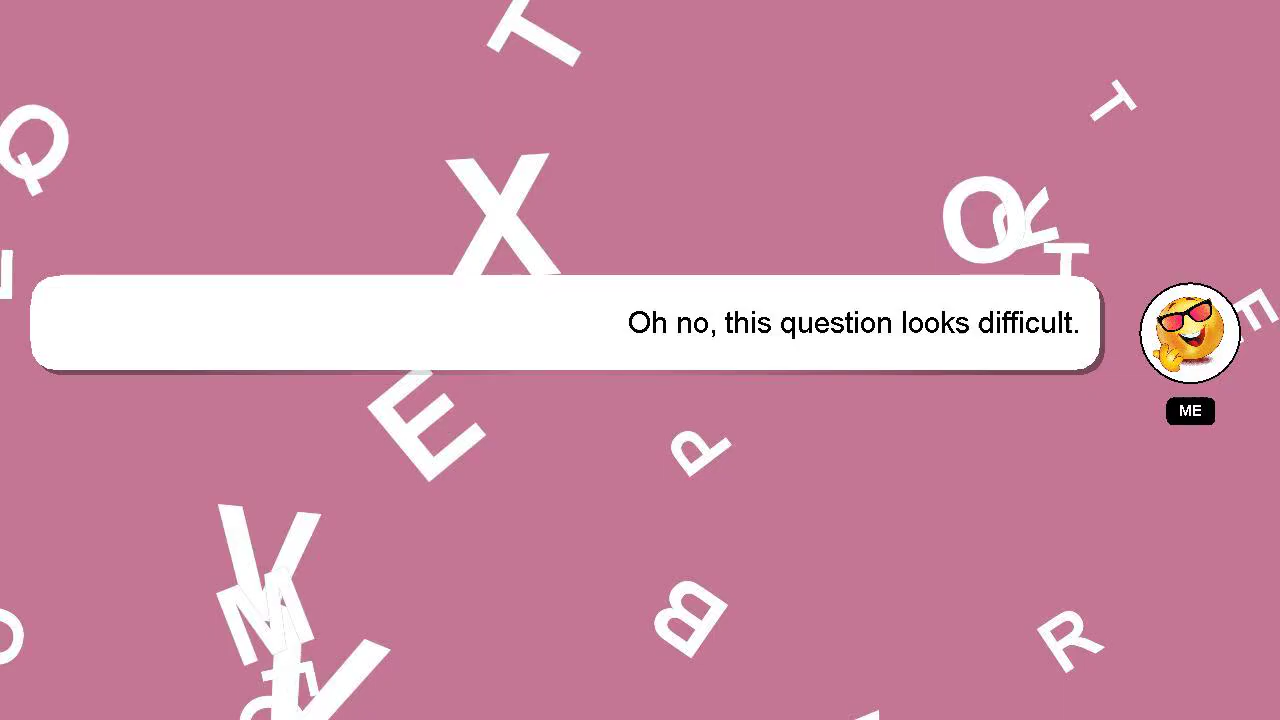 T
T
Q
X
O
R
T
E
Oh no, this question looks difficult.
ME
E
P
V
M
B
R